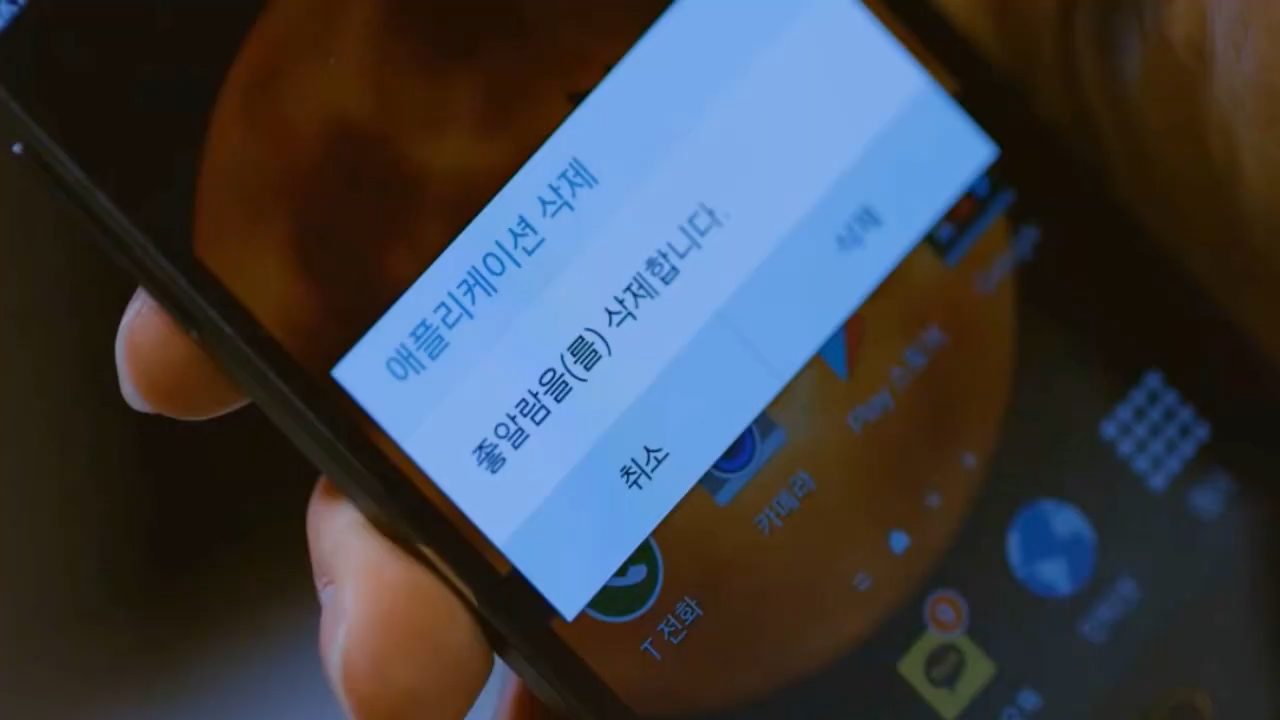 애플리케이션 삭제
좋알람을(를) 삭제합니다.
취소
삭제
T 전화
카메라
Play 스토어